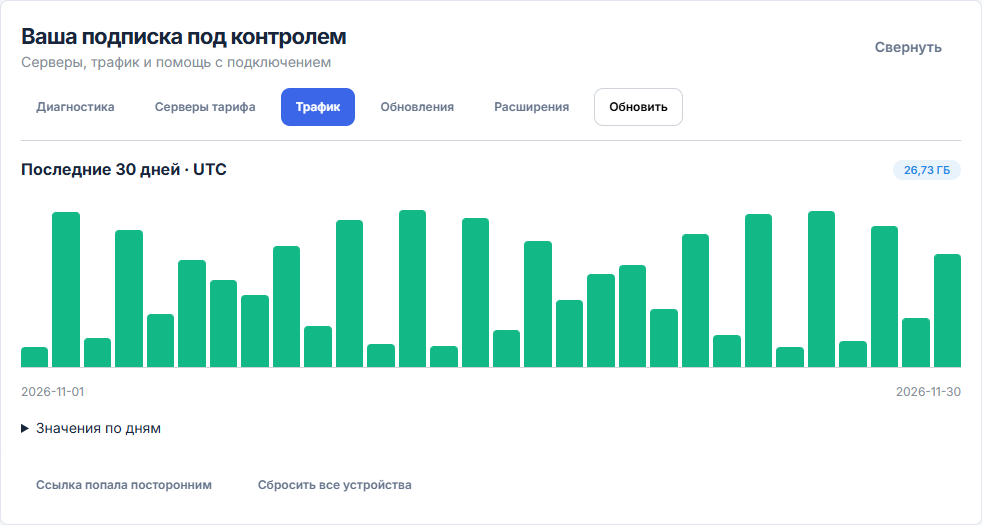 Ваша подписка под контролем
Серверы, трафик и помощь с подключением
Свернуть
Диагностика
Серверы тарифа
Трафик
Обновления
Расширения
Обновить
Последние 30 дней · UTC
26,73 ГБ
2026-11-01
2026-11-30
Значения по дням
Ссылка попала посторонним
Сбросить все устройства